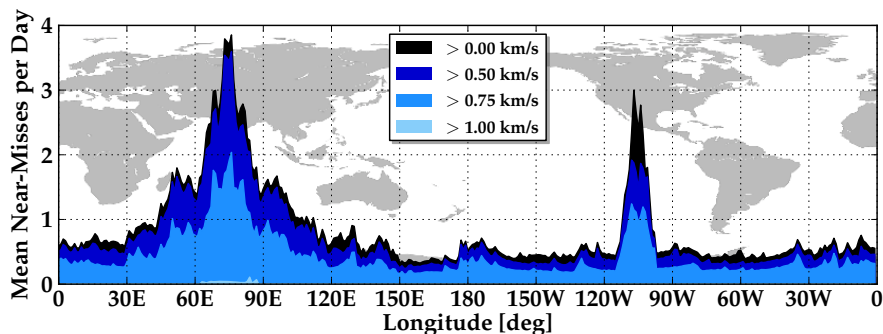 Mean Near-Misses per Day
4
3
2
1
0
> 0.00 km/s
> 0.50 km/s
> 0.75 km/s
> 1.00 km/s
0 30E 60E 90E 120E 150E 180 150W 120W 90W 60W 30W 0
Longitude [deg]